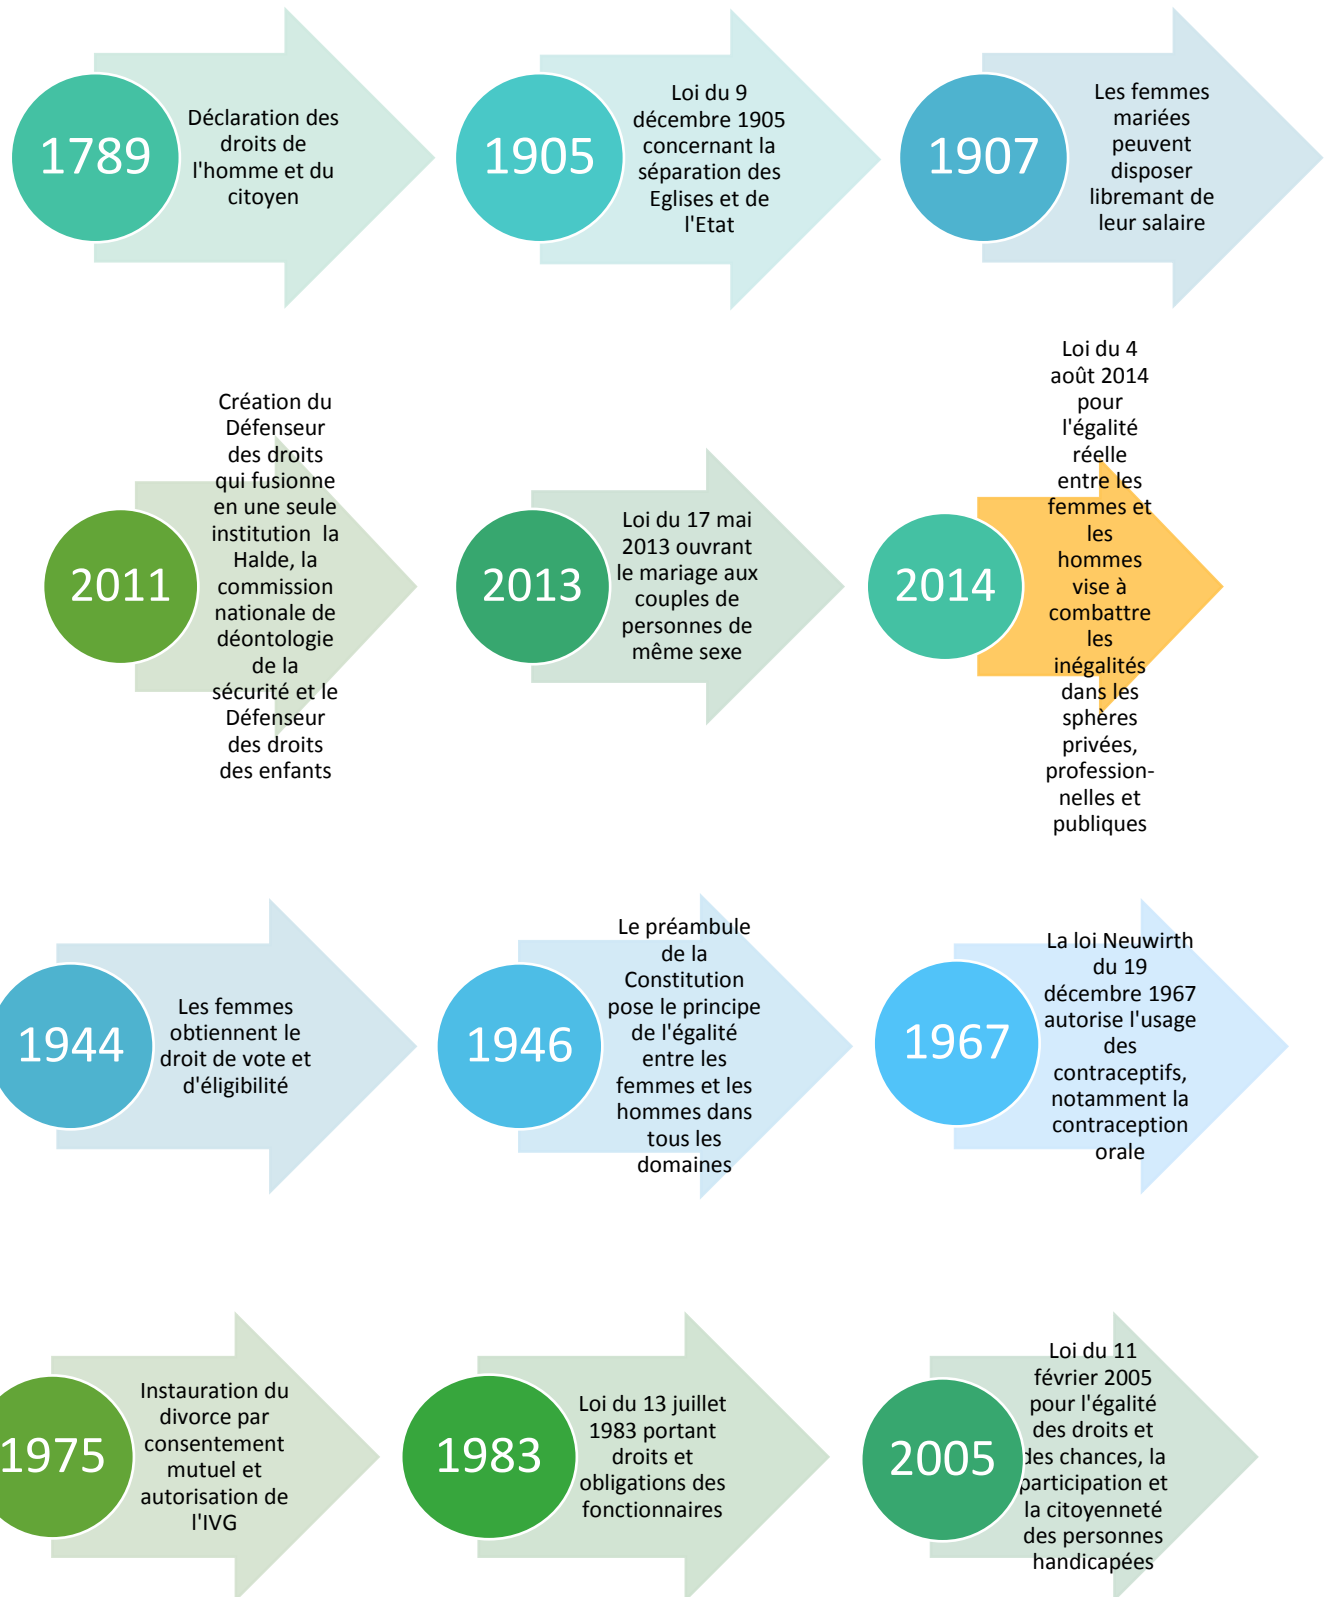 1789
Déclaration des
droits de
l'homme et du
citoyen
1905
Loi du 9
décembre 1905
concernant la
séparation des
Eglises et de
l'Etat
1907
Les femmes
mariées
peuvent
disposer
libremant de
leur salaire
2011
Création du
Défenseur
des droits
qui fusionne
en une seule
institution la
Halde, la
commission
nationale de
déontologie
de la
sécurité et le
Défenseur
des droits
des enfants
2013
Loi du 17 mai
2013 ouvrant
le mariage aux
couples de
personnes de
même sexe
2014
Loi du 4
août 2014
pour
l'égalité
réelle
entre les
femmes et
les
hommes
vise à
combattre
les
inégalités
dans les
sphères
privées,
profession-
nelles et
publiques
1944
Les femmes
obtiennent le
droit de vote et
d'éligibilité
1946
Le préambule
de la
Constitution
pose le principe
de l'égalité
entre les
femmes et les
hommes dans
tous les
domaines
1967
La loi Neuwirth
du 19
décembre 1967
autorise l'usage
des
contraceptifs,
notamment la
contraception
orale
1975
Instauration du
divorce par
consentement
mutuel et
autorisation de
l'IVG
1983
Loi du 13 juillet
1983 portant
droits et
obligations des
fonctionnaires
2005
Loi du 11
février 2005
pour l'égalité
des droits et
des chances, la
participation et
la citoyenneté
des personnes
handicapées